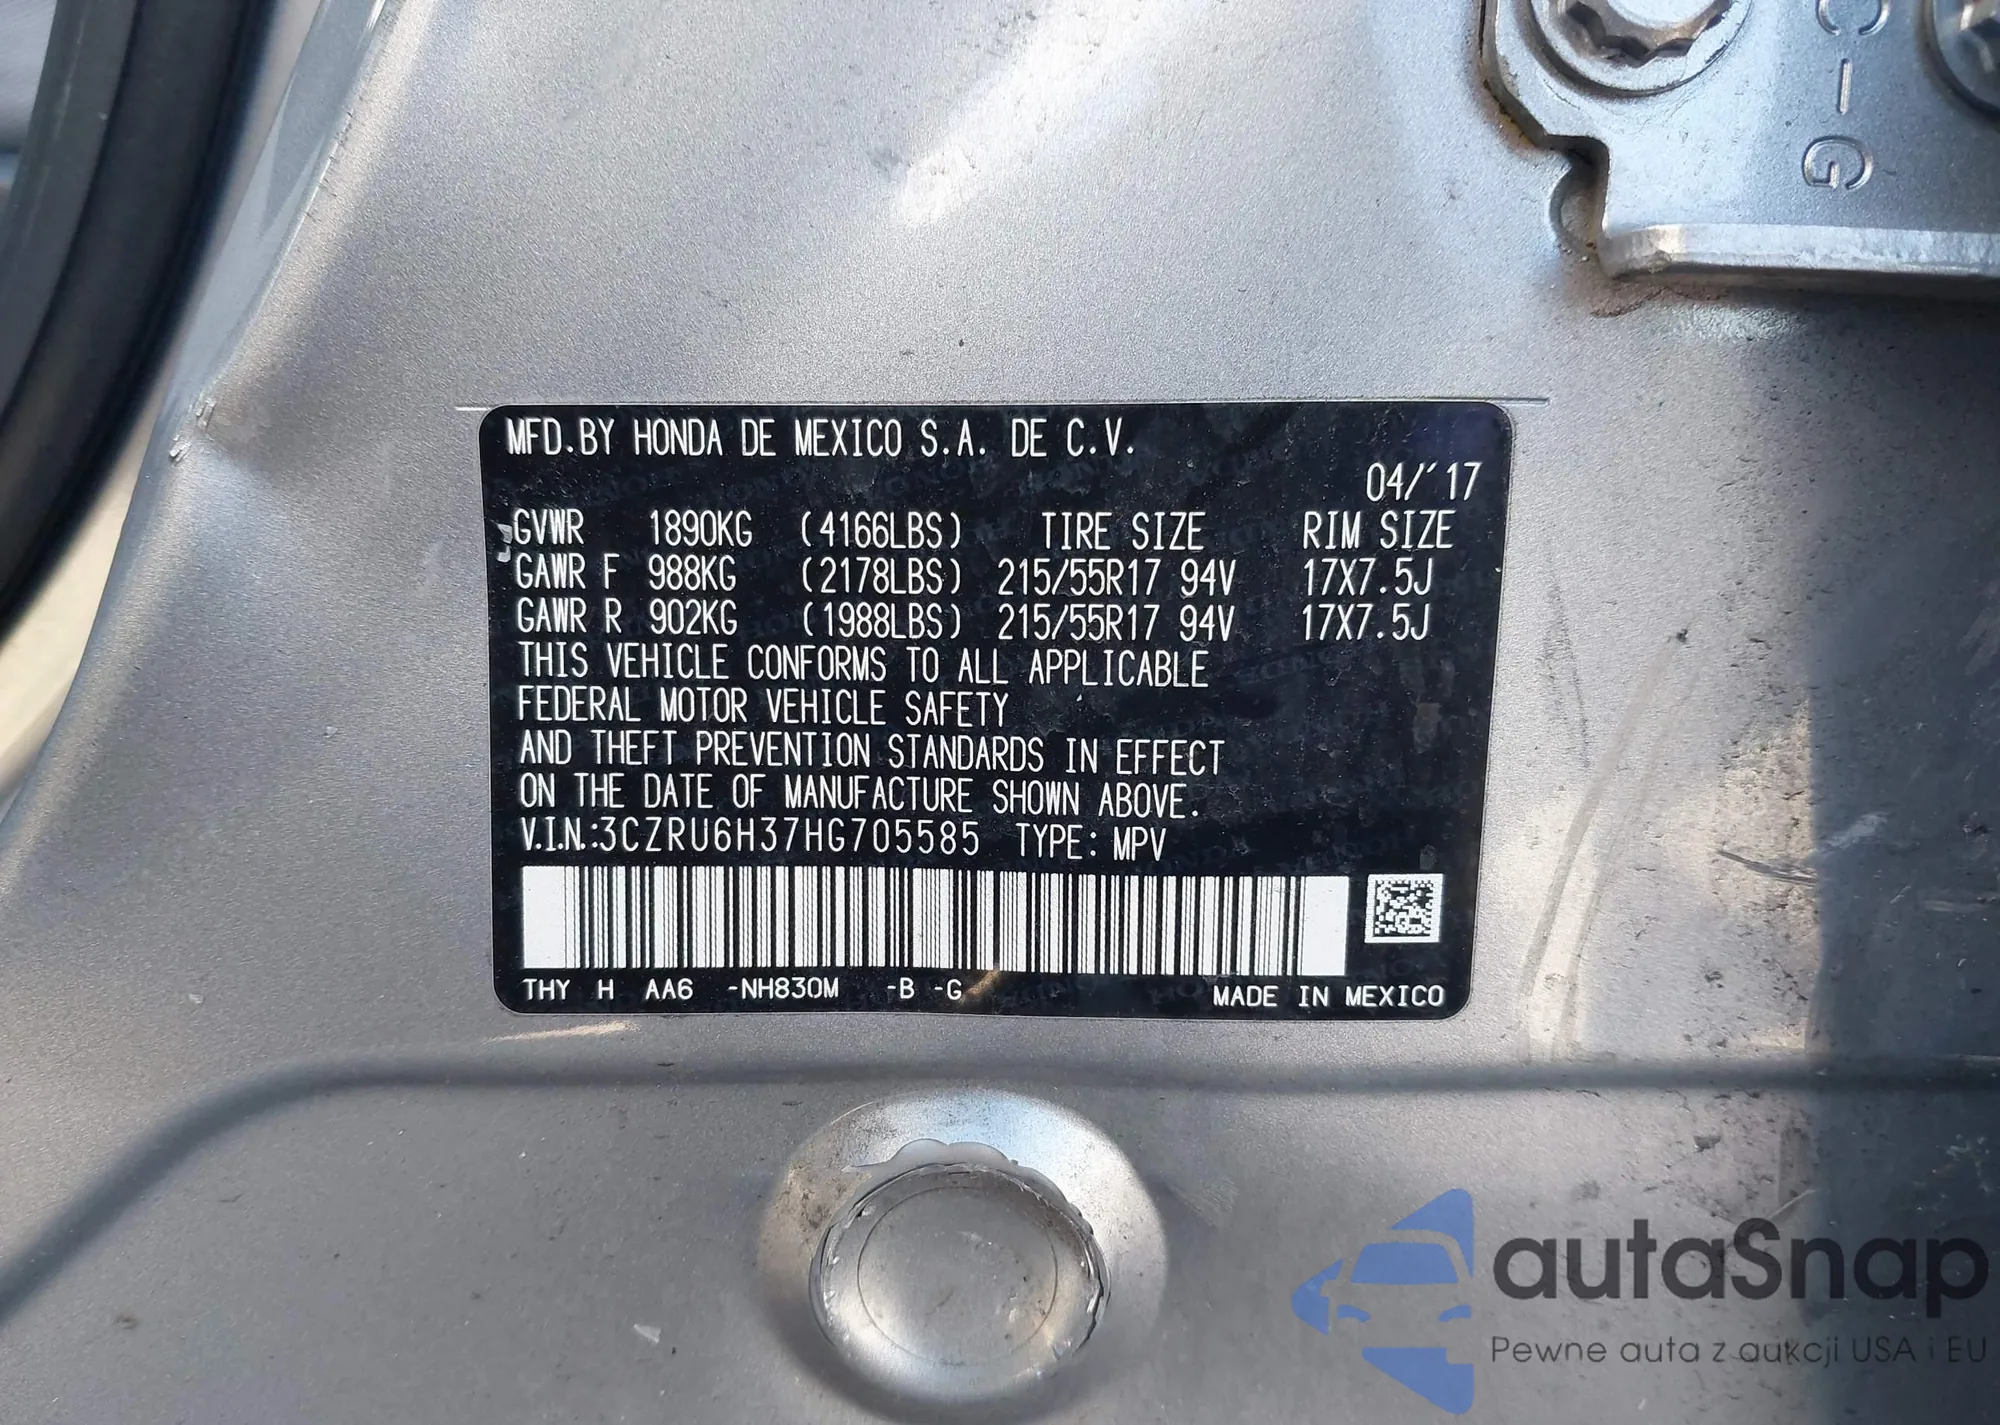 C-G
MFD.BY HONDA DE MEXICO S.A. DE C.V.
04/'17
GVWR 1890KG (4166LBS) TIRE SIZE RIM SIZE
GAWR F 988KG (2178LBS) 215/55R17 94V 17X7.5J
GAWR R 902KG (1988LBS) 215/55R17 94V 17X7.5J
THIS VEHICLE CONFORMS TO ALL APPLICABLE
FEDERAL MOTOR VEHICLE SAFETY
AND THEFT PREVENTION STANDARDS IN EFFECT
ON THE DATE OF MANUFACTURE SHOWN ABOVE.
V.I.N.:3CZRU6H37HG705585 TYPE: MPV
THY H AA6 -NH830M -B -G MADE IN MEXICO
autaSnap
Pewne auta z aukcji USA i EU